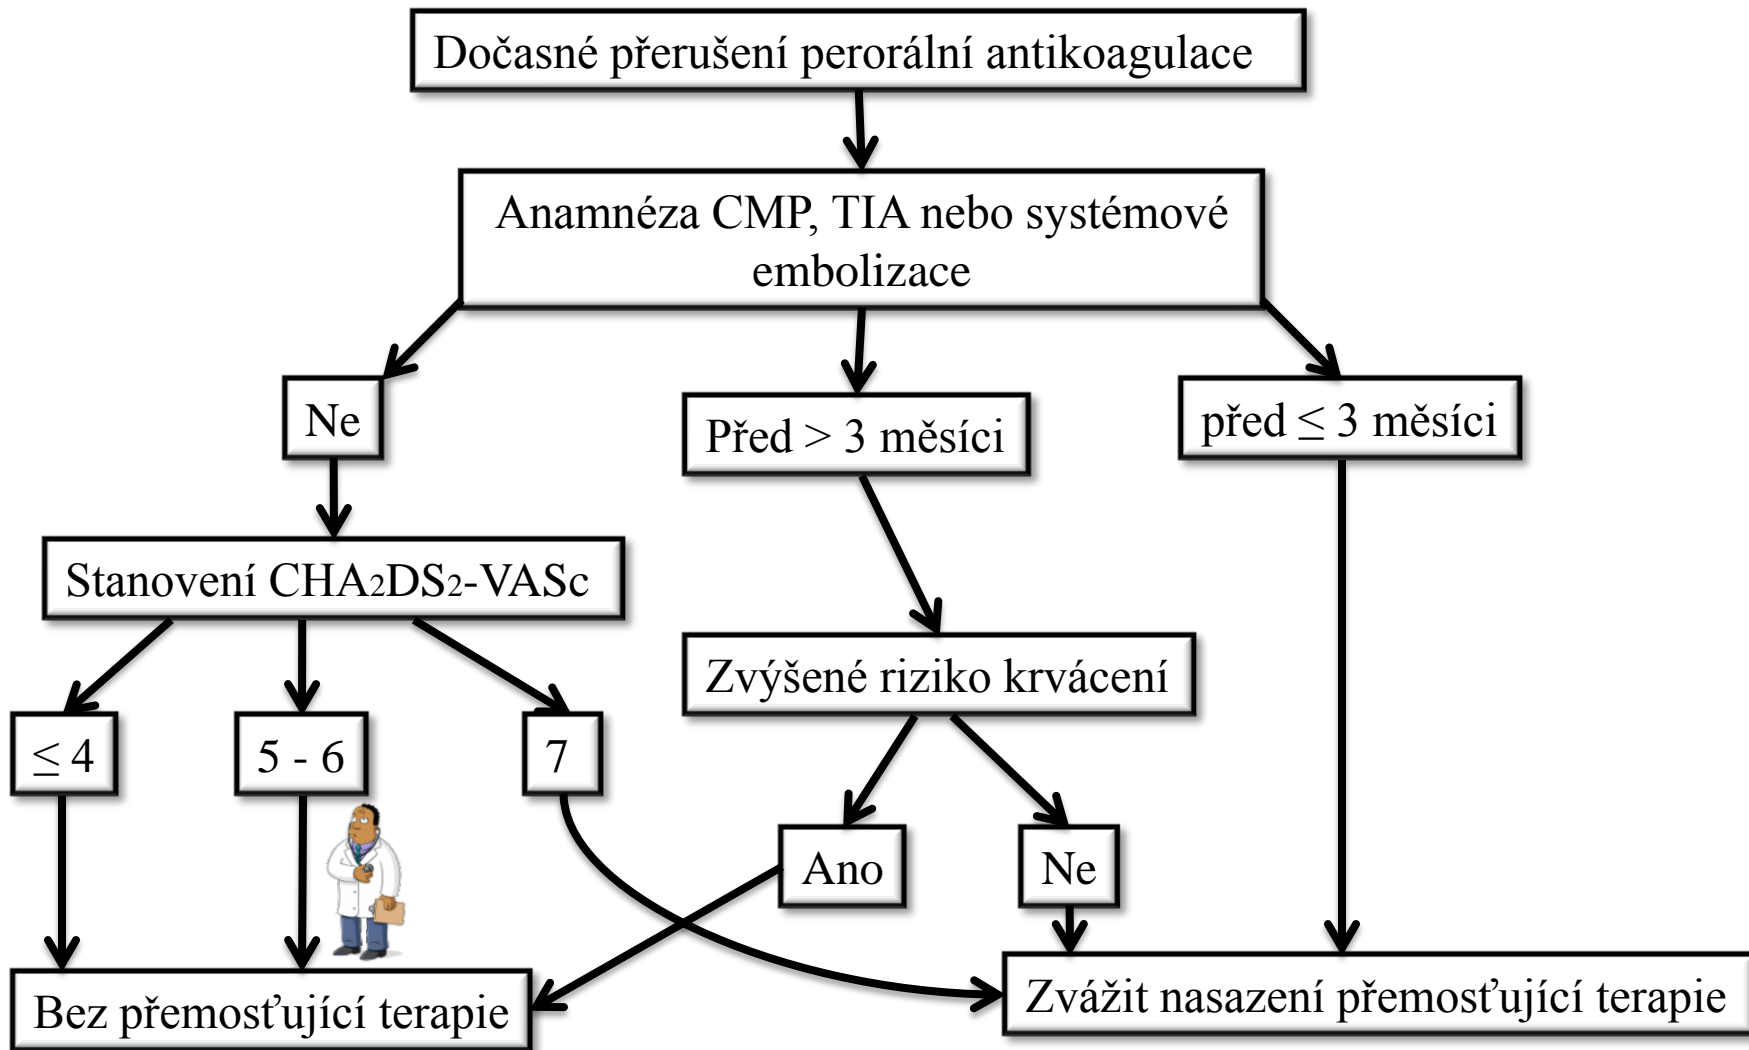 Dočasné přerušení perorální antikoagulace
Anamnéza CMP, TIA nebo systémové
embolizace
Ne
Před > 3 měsíci
před ≤ 3 měsíci
Stanovení CHA₂DS₂-VASc
Zvýšené riziko krvácení
≤ 4
5 - 6
7
Ano
Ne
Bez přemosťující terapie
Zvážit nasazení přemosťující terapie